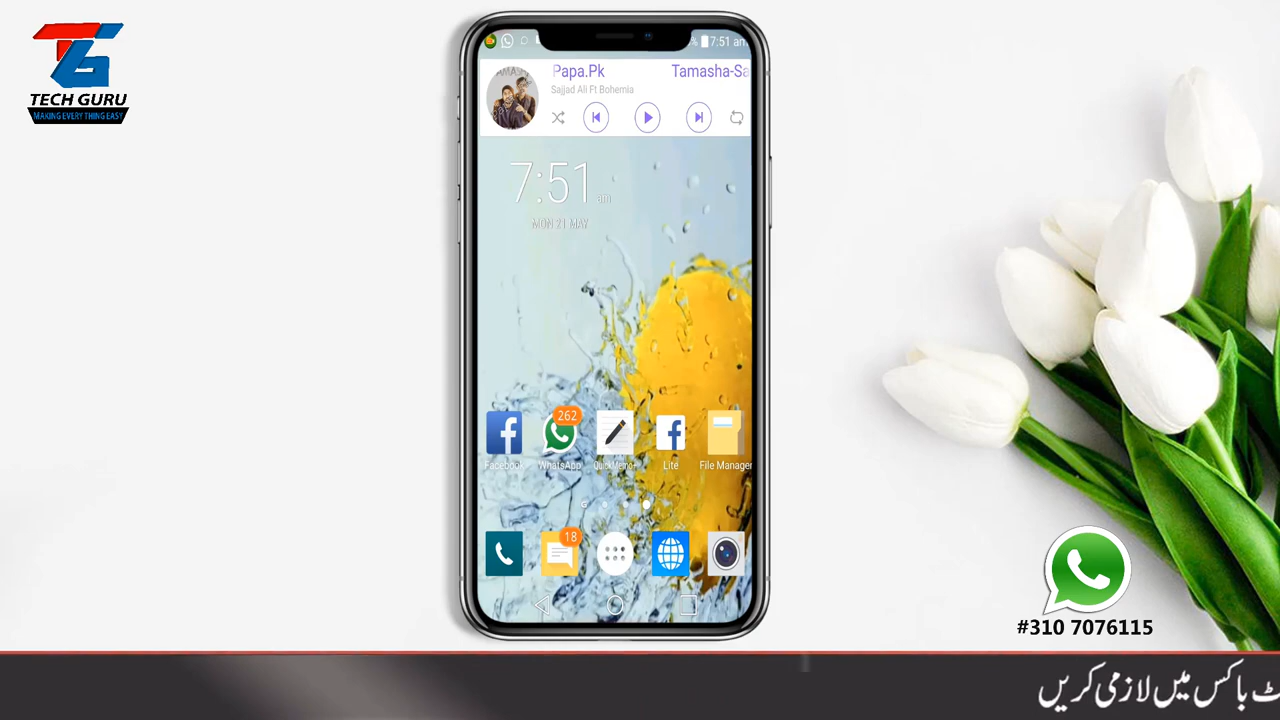 TECH GURU
MAKING EVERY THING EASY
7:51 am
Papa.Pk
Tamasha-Sa
Sajjad Ali Ft Bohemia
7:51 am
MON 21 MAY
262
Facebook
WhatsApp
QuickMemo+
Lite
File Manager
18
#310 7076115
ٹ باکس میں لازمی کریں